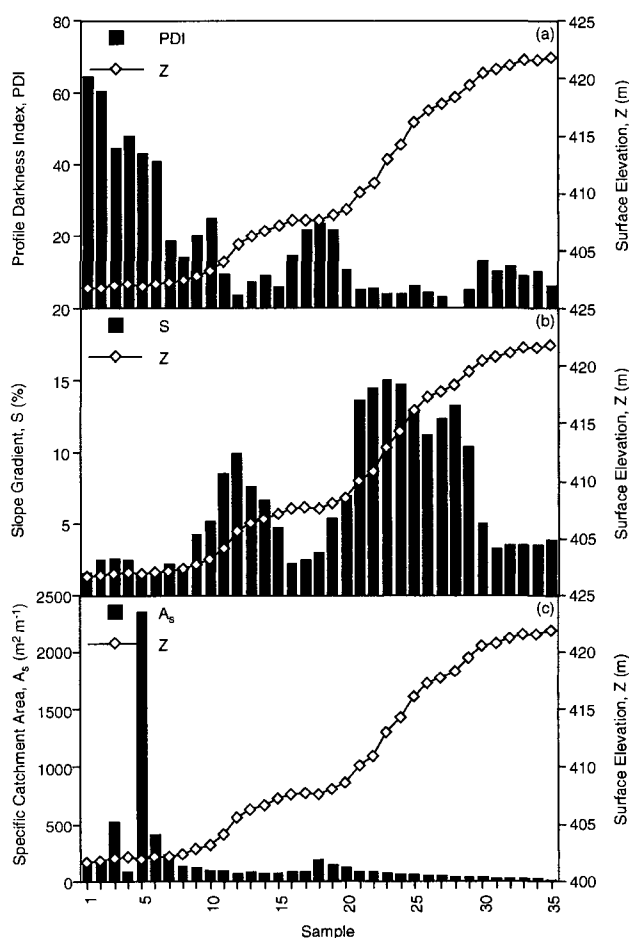 80
60
40
20
Profile Darkness Index, PDI
PDI
Z
(a)
425
420
415
410
405
425
Surface Elevation, Z (m)
20
15
10
5
Slope Gradient, S (%)
S
Z
(b)
420
415
410
405
425
Surface Elevation, Z (m)
2500
2000
1500
1000
500
0
Specific Catchment Area, As (m² m⁻¹)
As
Z
(c)
420
415
410
405
400
Surface Elevation, Z (m)
1 5 10 15 20 25 30 35
Sample